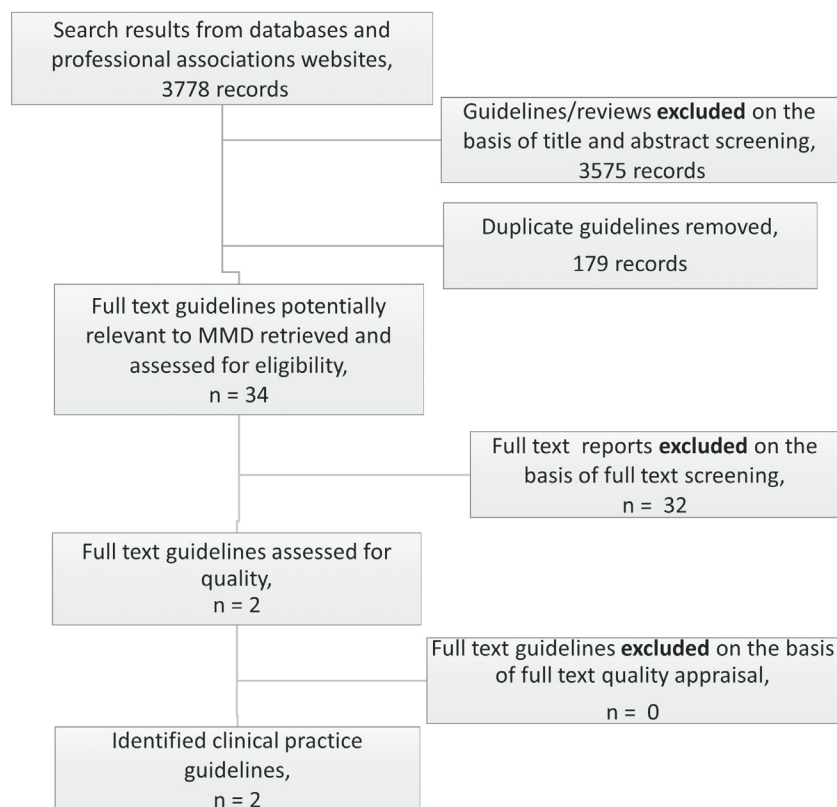 Search results from databases and
professional associations websites,
3778 records
Guidelines/reviews excluded on the
basis of title and abstract screening,
3575 records
Duplicate guidelines removed,
179 records
Full text guidelines potentially
relevant to MMD retrieved and
assessed for eligibility,
n = 34
Full text reports excluded on the
basis of full text screening,
n = 32
Full text guidelines assessed for
quality,
n = 2
Full text guidelines excluded on the basis
of full text quality appraisal,
n = 0
Identified clinical practice
guidelines,
n = 2